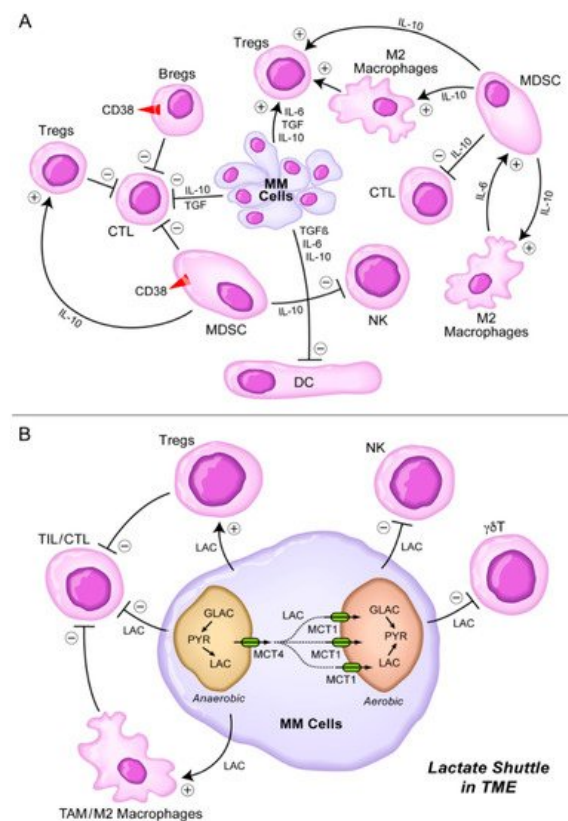 A
IL-10
Tregs
M2
Macrophages
MDSC
Bregs
CD38
IL-6
TGF
IL-10
IL-10
Tregs
MM
Cells
IL-10
TGF
CTL
CTL
IL-10
IL-6
IL-10
TGFß
IL-6
IL-10
CD38
MDSC
IL-10
IL-10
NK
M2
Macrophages
DC
B
Tregs
NK
TIL/CTL
γδT
LAC
LAC
LAC
LAC
GLAC
PYR
LAC
Anaerobic
MCT4
LAC
MCT1
MCT1
MCT1
GLAC
PYR
LAC
Aerobic
MM Cells
LAC
TAM/M2 Macrophages
Lactate Shuttle
in TME